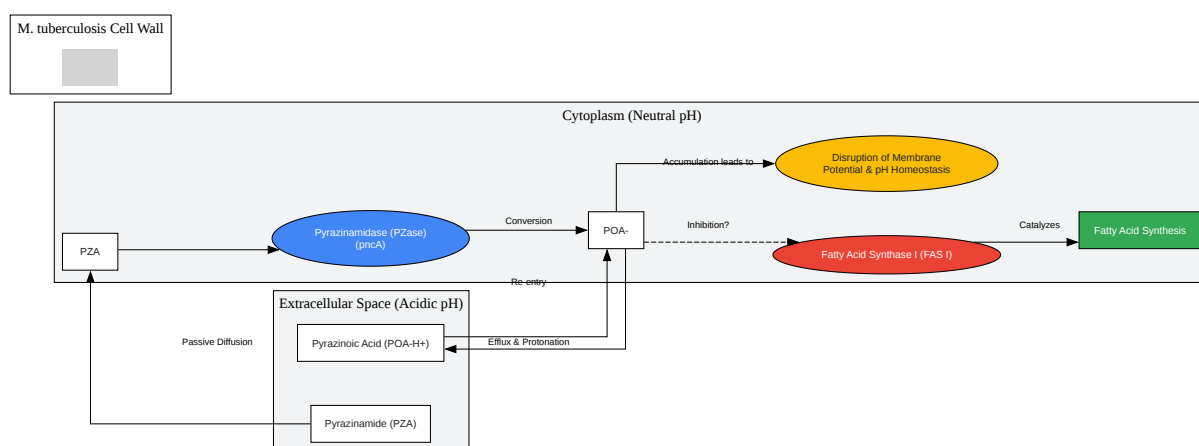 M. tuberculosis Cell Wall
Cytoplasm (Neutral pH)
Accumulation leads to
Disruption of Membrane
Potential & pH Homeostasis
PZA
Pyrazinamidase (PZase)
(pncA)
Conversion
POA-
Inhibition?
Fatty Acid Synthase I (FAS I)
Catalyzes
Fatty Acid Synthesis
Re-entry
Extracellular Space (Acidic pH)
Passive Diffusion
Pyrazinoic Acid (POA-H+)
Efflux & Protonation
Pyrazinamide (PZA)